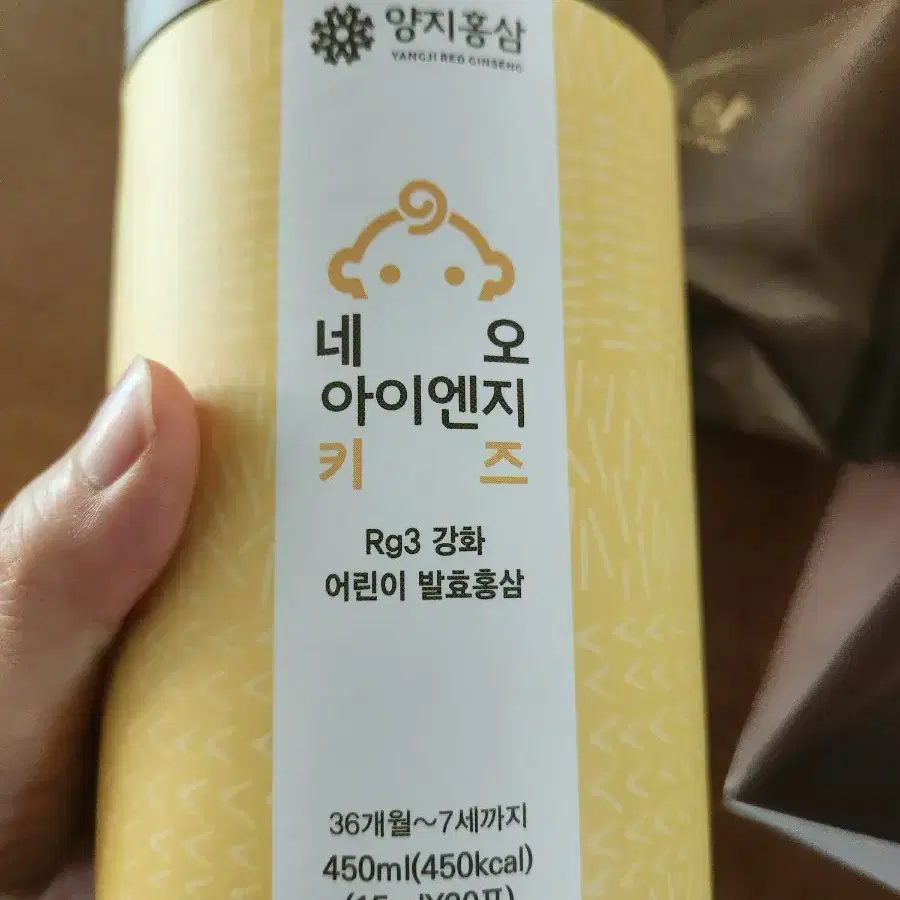 양지홍삼
YANGJI RED GINSENG
네 오
아이엔지
키 즈
Rg3 강화
어린이 발효홍삼
36개월~7세까지
450ml(450kcal)